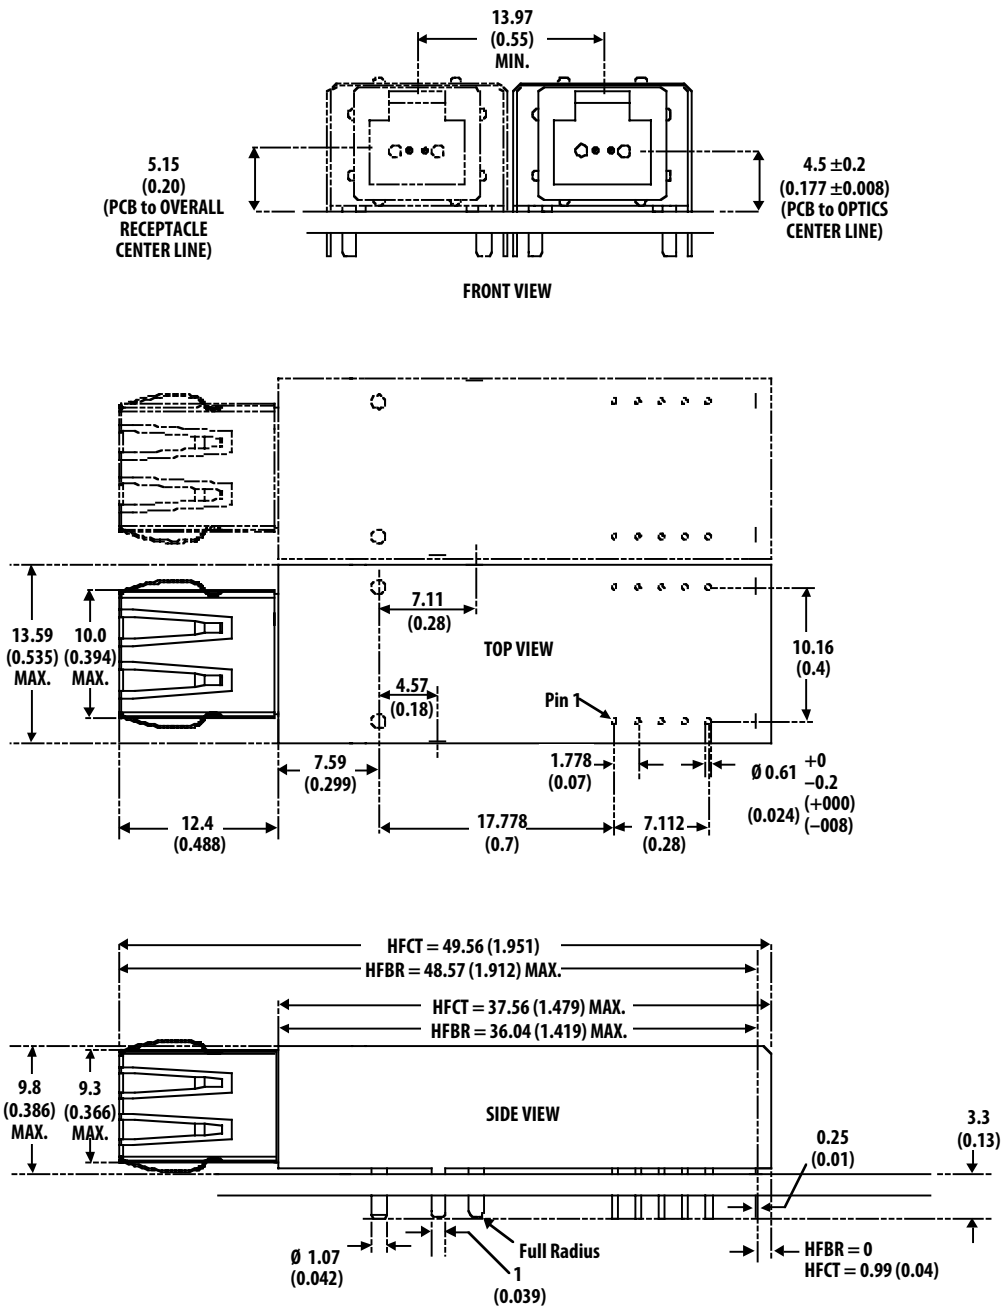 13.97
(0.55)
MIN.
5.15
(0.20)
(PCB to OVERALL
RECEPTACLE
CENTER LINE)
4.5 ±0.2
(0.177 ±0.008)
(PCB to OPTICS
CENTER LINE)
FRONT VIEW
13.59
(0.535)
MAX.
10.0
(0.394)
MAX.
7.11
(0.28)
TOP VIEW
10.16
(0.4)
4.57
(0.18)
Pin 1
7.59
(0.299)
1.778
(0.07)
Ø 0.61 +0
–0.2
(0.024) (+000)
(–008)
12.4
(0.488)
17.778
(0.7)
7.112
(0.28)
HFCT = 49.56 (1.951)
HFBR = 48.57 (1.912) MAX.
HFCT = 37.56 (1.479) MAX.
HFBR = 36.04 (1.419) MAX.
9.8
(0.386)
MAX.
9.3
(0.366)
MAX.
SIDE VIEW
0.25
(0.01)
3.3
(0.13)
Ø 1.07
(0.042)
Full Radius
1
(0.039)
HFBR = 0
HFCT = 0.99 (0.04)